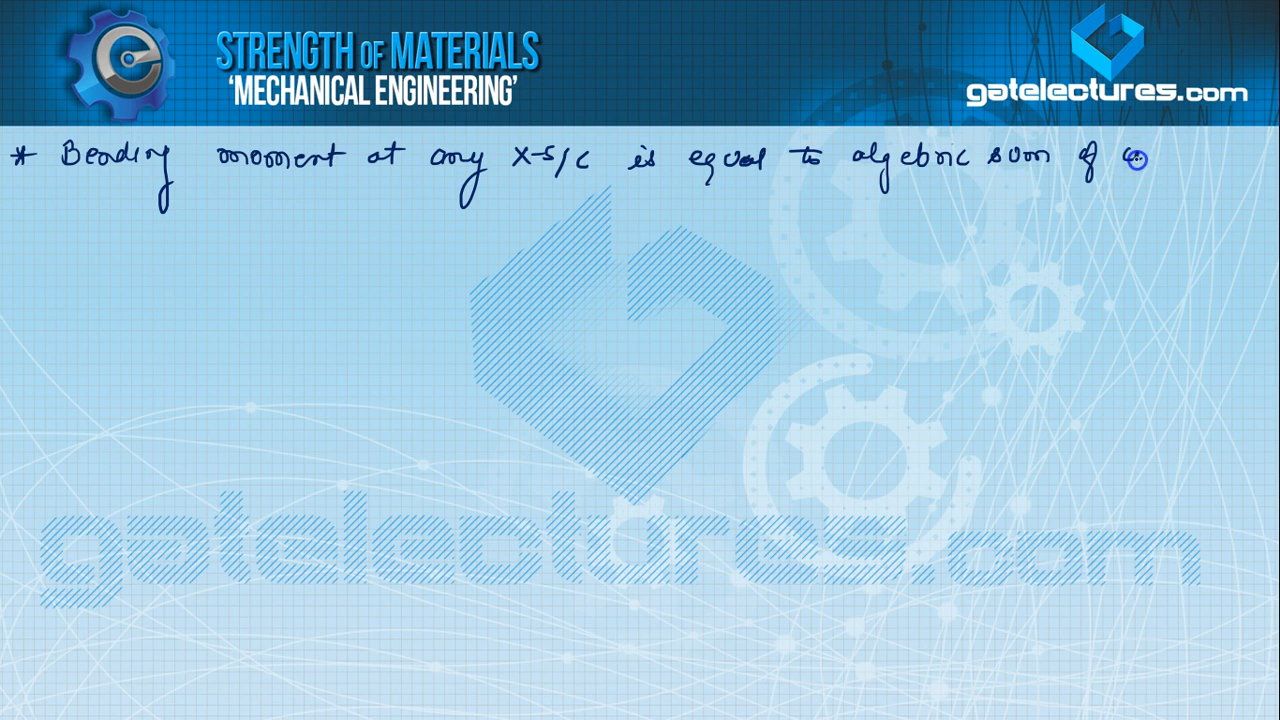 STRENGTH OF MATERIALS
'MECHANICAL ENGINEERING'
gatelectures.com
* Bending moment at any X-S/C is equal to algebric sum of
gatelectures.com